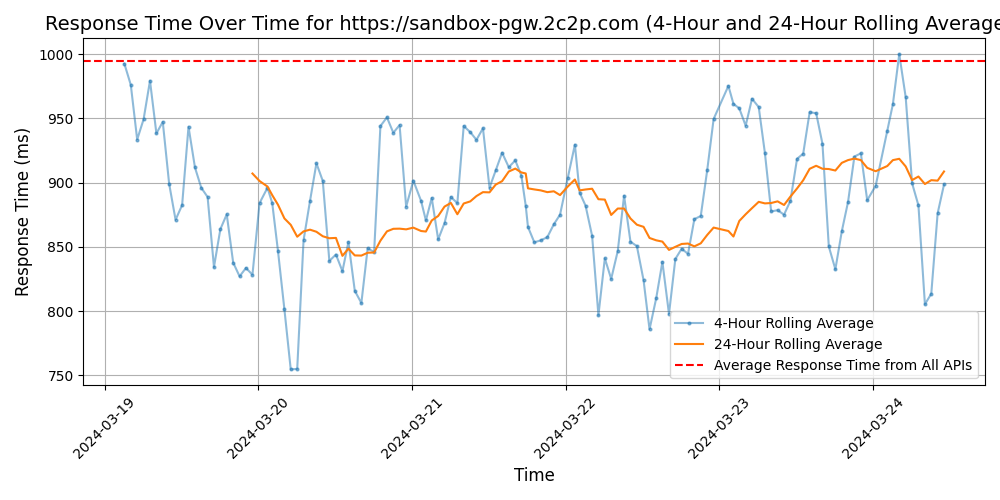 Response Time Over Time for https://sandbox-pgw.2c2p.com (4-Hour and 24-Hour Rolling Average
1000
950
900
850
800
750
Response Time (ms)
4-Hour Rolling Average
24-Hour Rolling Average
Average Response Time from All APIs
2024-03-19
2024-03-20
2024-03-21
2024-03-22
2024-03-23
2024-03-24
Time